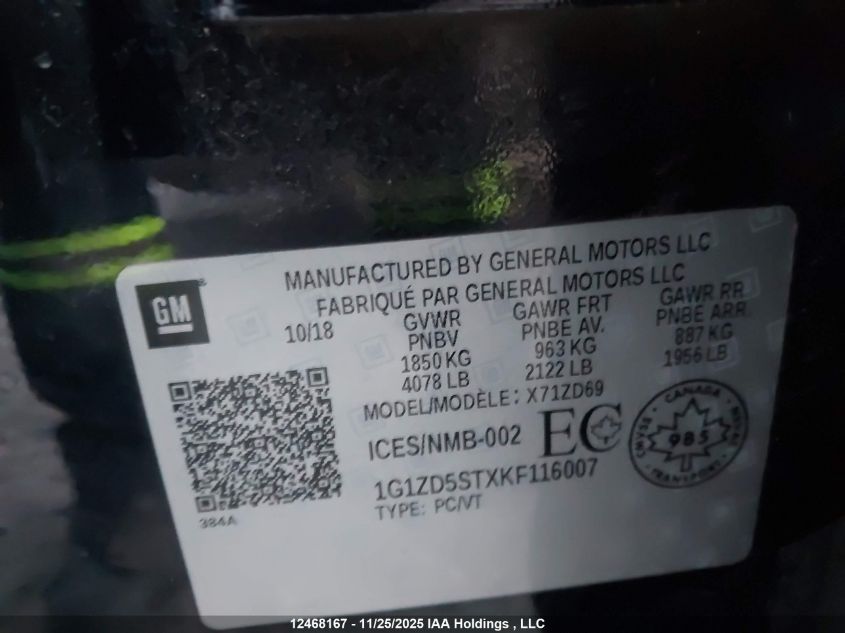 GM
MANUFACTURED BY GENERAL MOTORS LLC
FABRIQUÉ PAR GENERAL MOTORS LLC
10/18
GVWR
PNBV
1850 KG
4078 LB
GAWR FRT
PNBE AV.
963 KG
2122 LB
GAWR RR
PNBE ARR.
887 KG
1956 LB
MODEL/MODÈLE: X71ZD69
ICES/NMB-002
EC
CANADA
985
TRANSPORT
1G1ZD5STXKF116007
TYPE: PC/VT
384A
12468167 - 11/25/2025 IAA Holdings , LLC